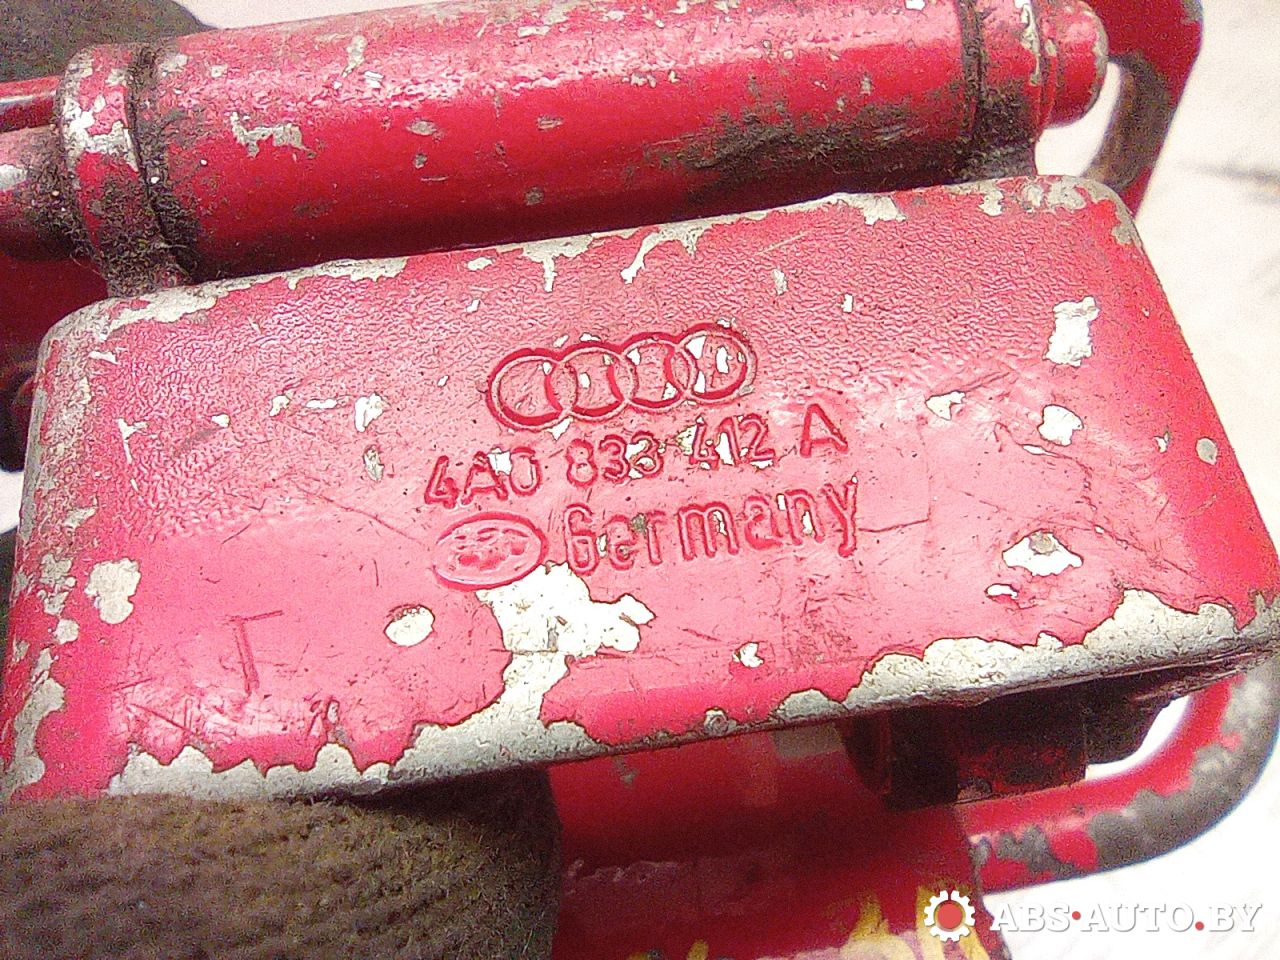 4A0 833 412 A
Germany
ABS•AUTO.BY